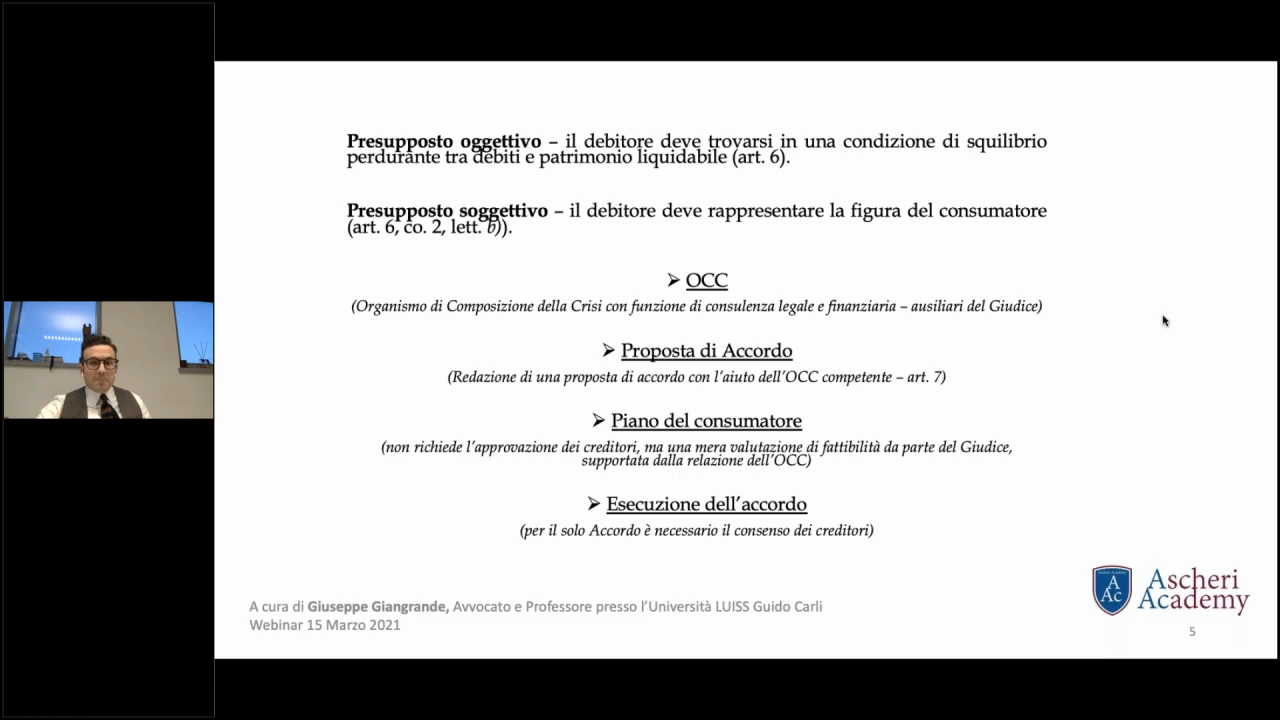 Presupposto oggettivo – il debitore deve trovarsi in una condizione di squilibrio
perdurante tra debiti e patrimonio liquidabile (art. 6).
Presupposto soggettivo – il debitore deve rappresentare la figura del consumatore
(art. 6, co. 2, lett. b)).
➢ OCC
(Organismo di Composizione della Crisi con funzione di consulenza legale e finanziaria – ausiliari del Giudice)
➢ Proposta di Accordo
(Redazione di una proposta di accordo con l'aiuto dell'OCC competente – art. 7)
➢ Piano del consumatore
(non richiede l'approvazione dei creditori, ma una mera valutazione di fattibilità da parte del Giudice,
supportata dalla relazione dell'OCC)
➢ Esecuzione dell'accordo
(per il solo Accordo è necessario il consenso dei creditori)
A cura di Giuseppe Giangrande, Avvocato e Professore presso l'Università LUISS Guido Carli
Webinar 15 Marzo 2021
A
Ac
Ascheri
Academy
5